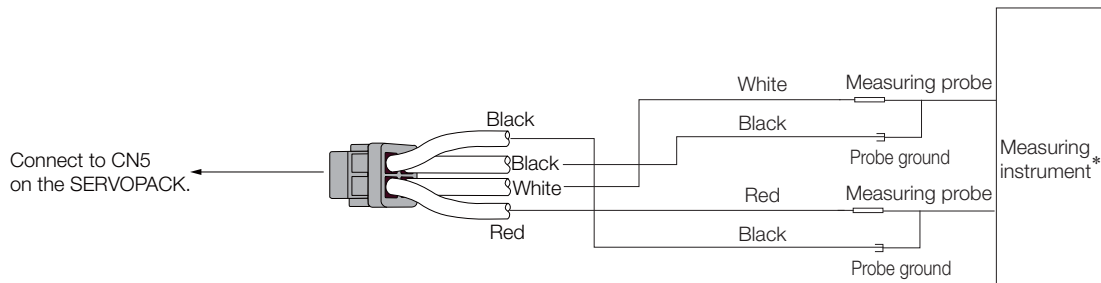 Connect to CN5
on the SERVOPACK.
Black
Black
White
Red
White
Measuring probe
Black
Probe ground
Measuring
instrument*
Red
Measuring probe
Black
Probe ground